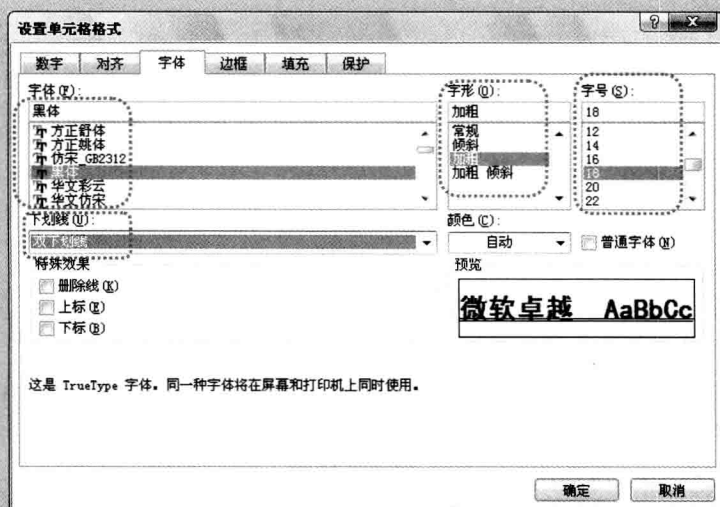 设置单元格格式
数字 对齐 字体 边框 填充 保护
字体(F):
黑体
方正舒体
方正姚体
仿宋_GB2312
黑体
华文彩云
华文仿宋
字形(O):
加粗
常规
倾斜
加粗
加粗 倾斜
字号(S):
18
12
14
16
18
20
22
下划线(U):
双下划线
颜色(C):
自动
普通字体(N)
特殊效果
删除线(K)
上标(E)
下标(B)
预览
微软卓越 AaBbCc
这是 TrueType 字体。同一种字体将在屏幕和打印机上同时使用。
确定 取消